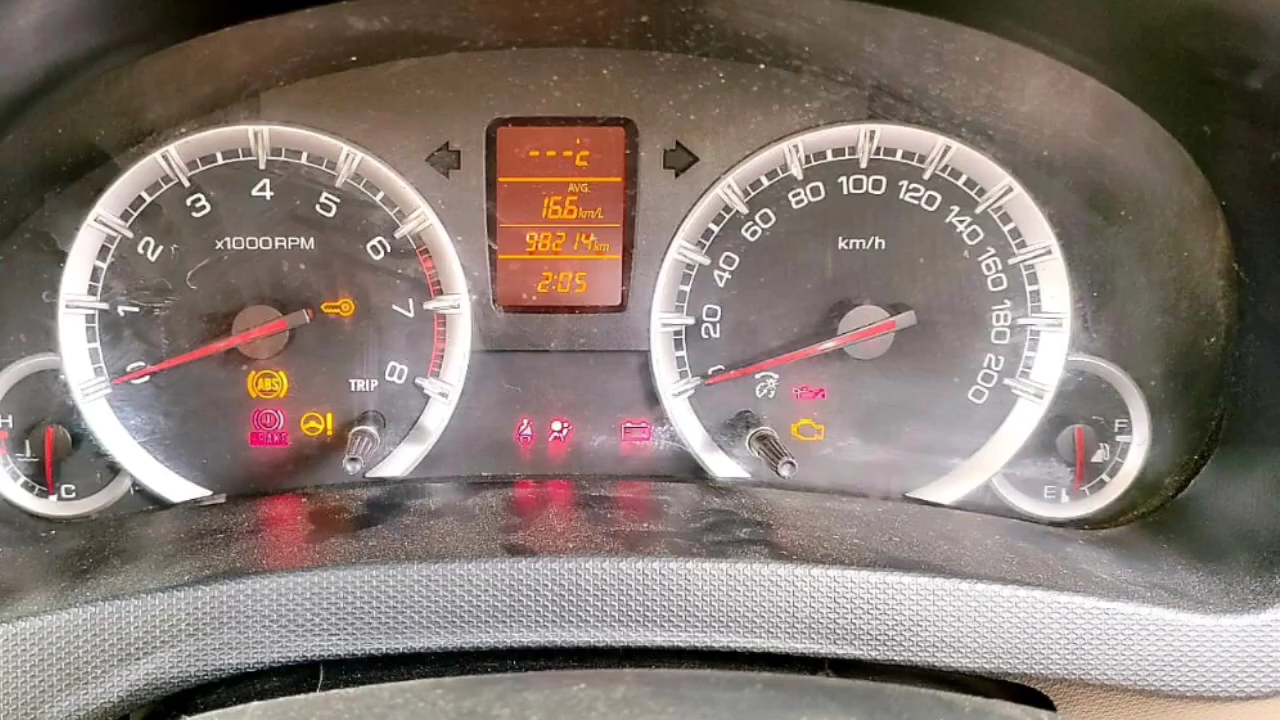 0 1 2 3 4 5 6 7 8
x1000RPM
ABS
BRAKE
!
TRIP
H
C
---°C
AVG.
16.6 km/L
98214 km
2:05
20 40 60 80 100 120 140 160 180 200
km/h
F
E